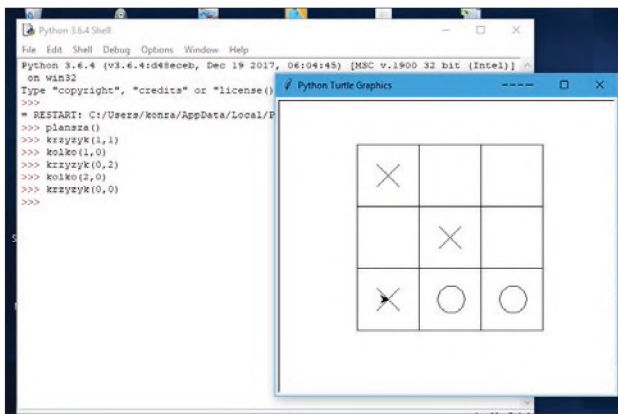 Python 3.6.4 Shell
File Edit Shell Debug Options Window Help
Python 3.6.4 (v3.6.4:d48eceb, Dec 19 2017, 06:04:45) [MSC v.1900 32 bit (Intel)]
on win32
Type "copyright", "credits" or "license()
>>>
= RESTART: C:/Users/konra/AppData/Local/P
>>> plansza()
>>> krzyzyk(1,1)
>>> kolko(1,0)
>>> krzyzyk(0,2)
>>> kolko(2,0)
>>> krzyzyk(0,0)
>>>
Python Turtle Graphics